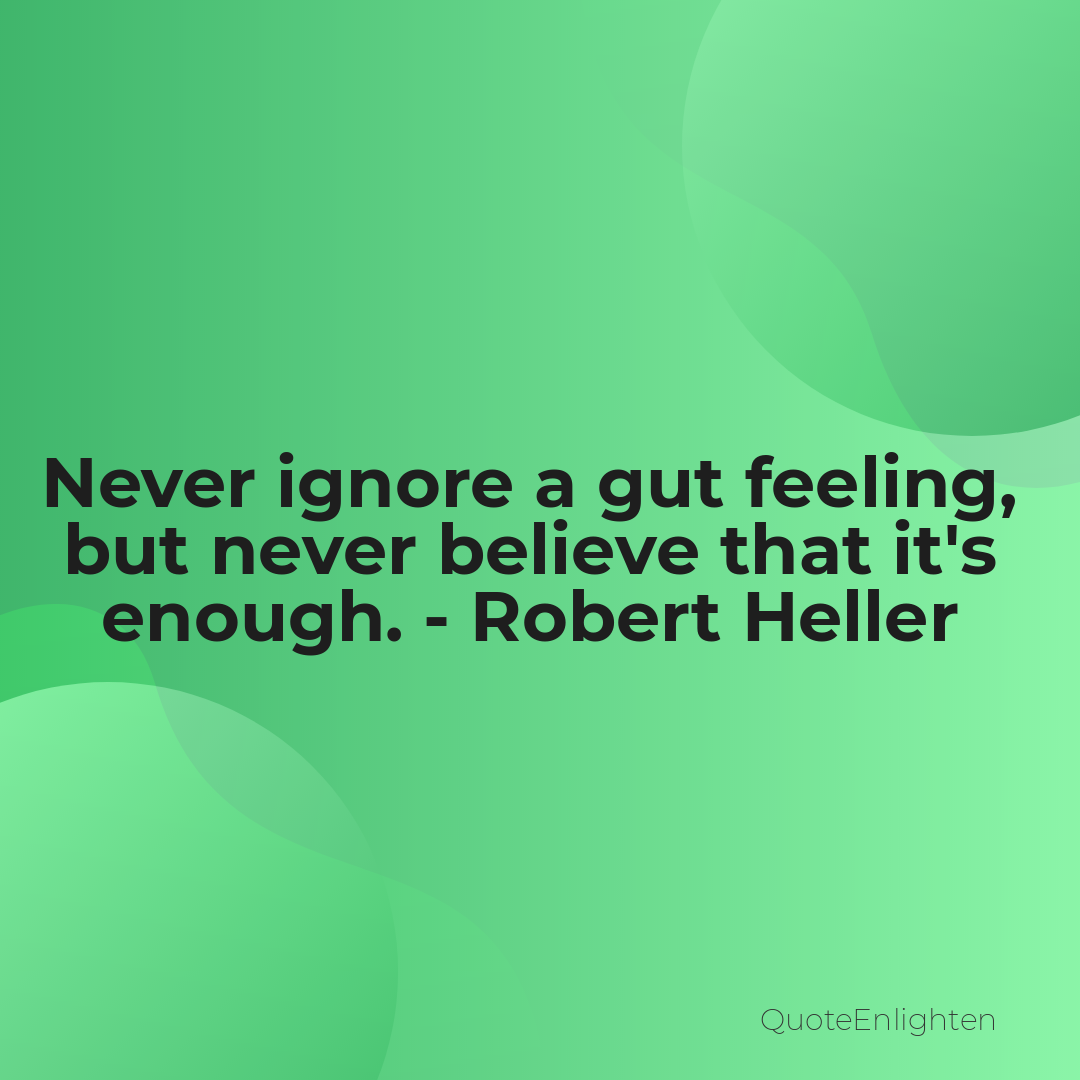 Never ignore a gut feeling,
but never believe that it's
enough. - Robert Heller
QuoteEnlighten